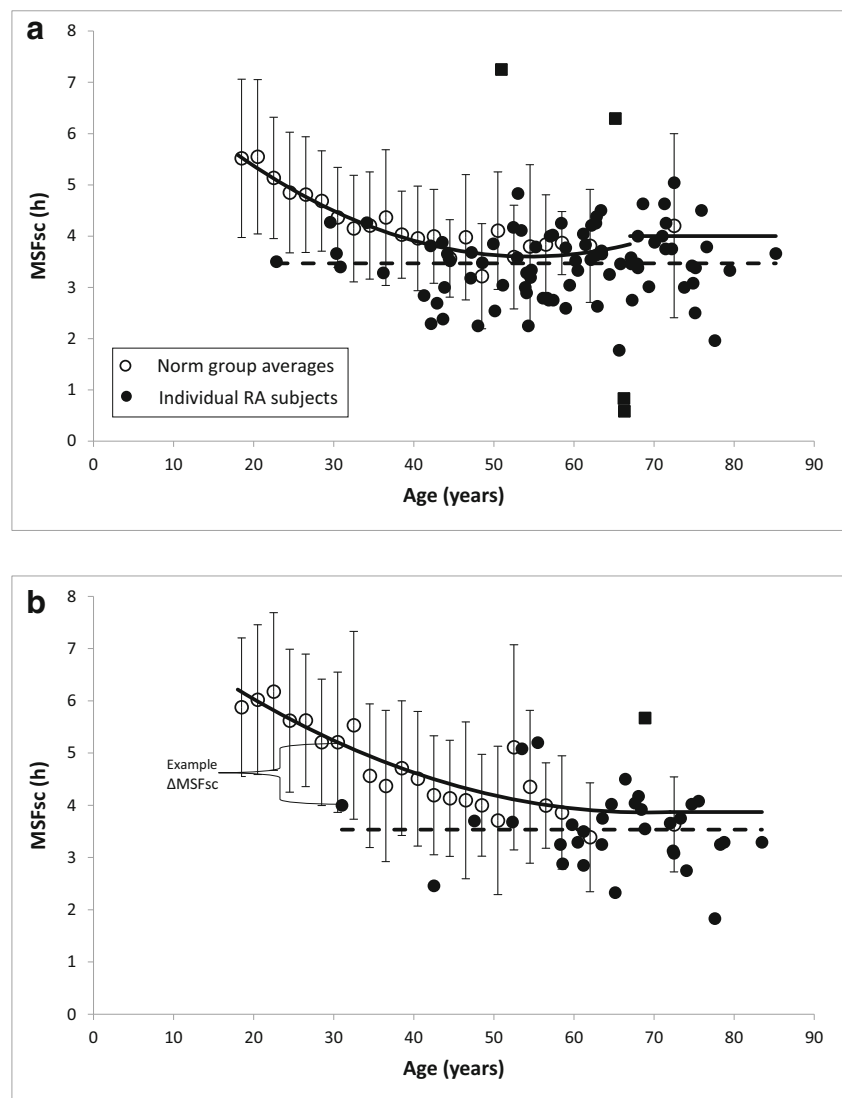 a
8
7
6
5
4
3
2
1
0
MSFsc (h)
Norm group averages
Individual RA subjects
0 10 20 30 40 50 60 70 80 90
Age (years)
b
8
7
6
5
4
3
2
1
0
MSFsc (h)
Example
ΔMSFsc
0 10 20 30 40 50 60 70 80 90
Age (years)